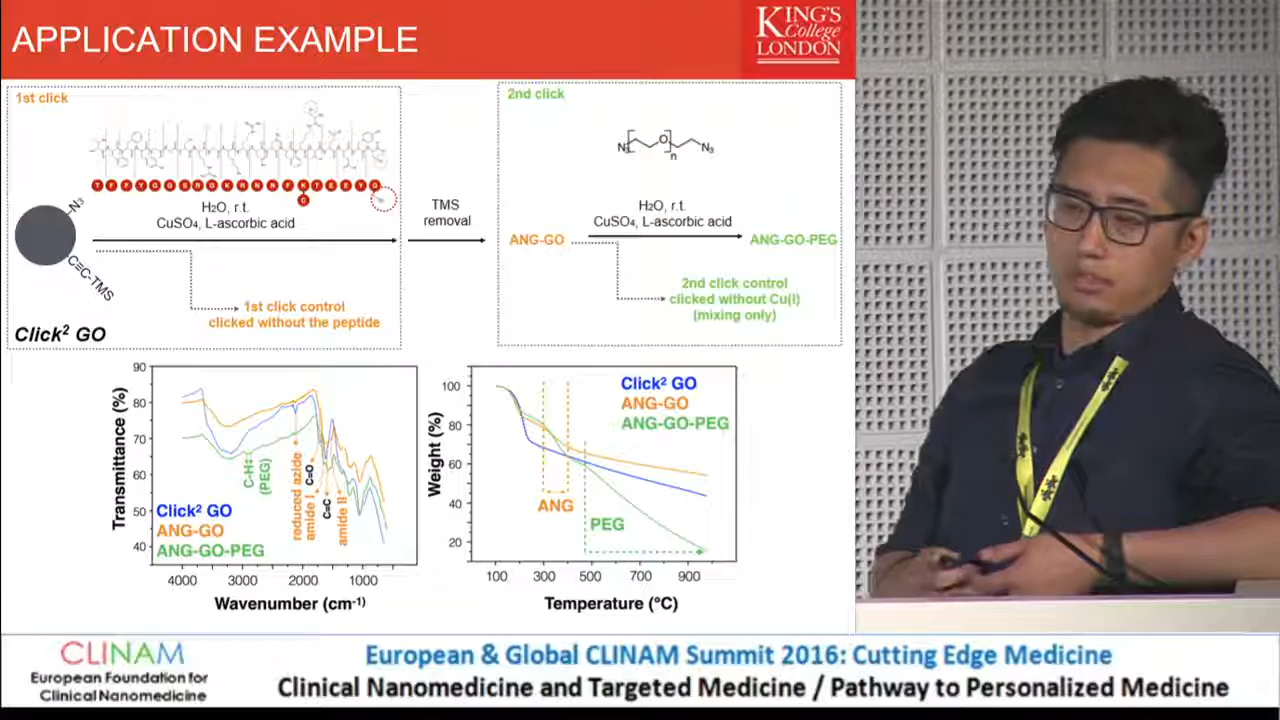 APPLICATION EXAMPLE
KING'S
College
LONDON
1st click
T F F Y G G S R G K R N N F K T E E Y G
C
H₂O, r.t.
CuSO₄, L-ascorbic acid
N₃
C≡C-TMS
1st click control
clicked without the peptide
Click² GO
TMS
removal
2nd click
N₃ O n N₃
H₂O, r.t.
CuSO₄, L-ascorbic acid
ANG-GO
ANG-GO-PEG
2nd click control
clicked without Cu(I)
(mixing only)
90
80
70
60
50
40
Transmittance (%)
C-H
(PEG)
reduced azide
amide I
C=O
C=C
amide II
Click² GO
ANG-GO
ANG-GO-PEG
4000 3000 2000 1000
Wavenumber (cm-1)
100
80
60
40
20
Weight (%)
Click² GO
ANG-GO
ANG-GO-PEG
ANG
PEG
100 300 500 700 900
Temperature (°C)
CLINAM
European Foundation for
Clinical Nanomedicine
European & Global CLINAM Summit 2016: Cutting Edge Medicine
Clinical Nanomedicine and Targeted Medicine / Pathway to Personalized Medicine